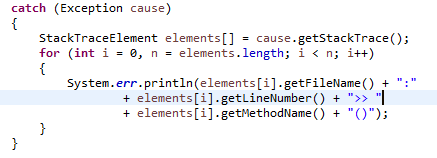 catch (Exception cause)
{
    StackTraceElement elements[] = cause.getStackTrace();
    for (int i = 0, n = elements.length; i < n; i++)
    {
        System.err.println(elements[i].getFileName() + ":"
                + elements[i].getLineNumber() + ">> "
                + elements[i].getMethodName() + "()");
    }
}